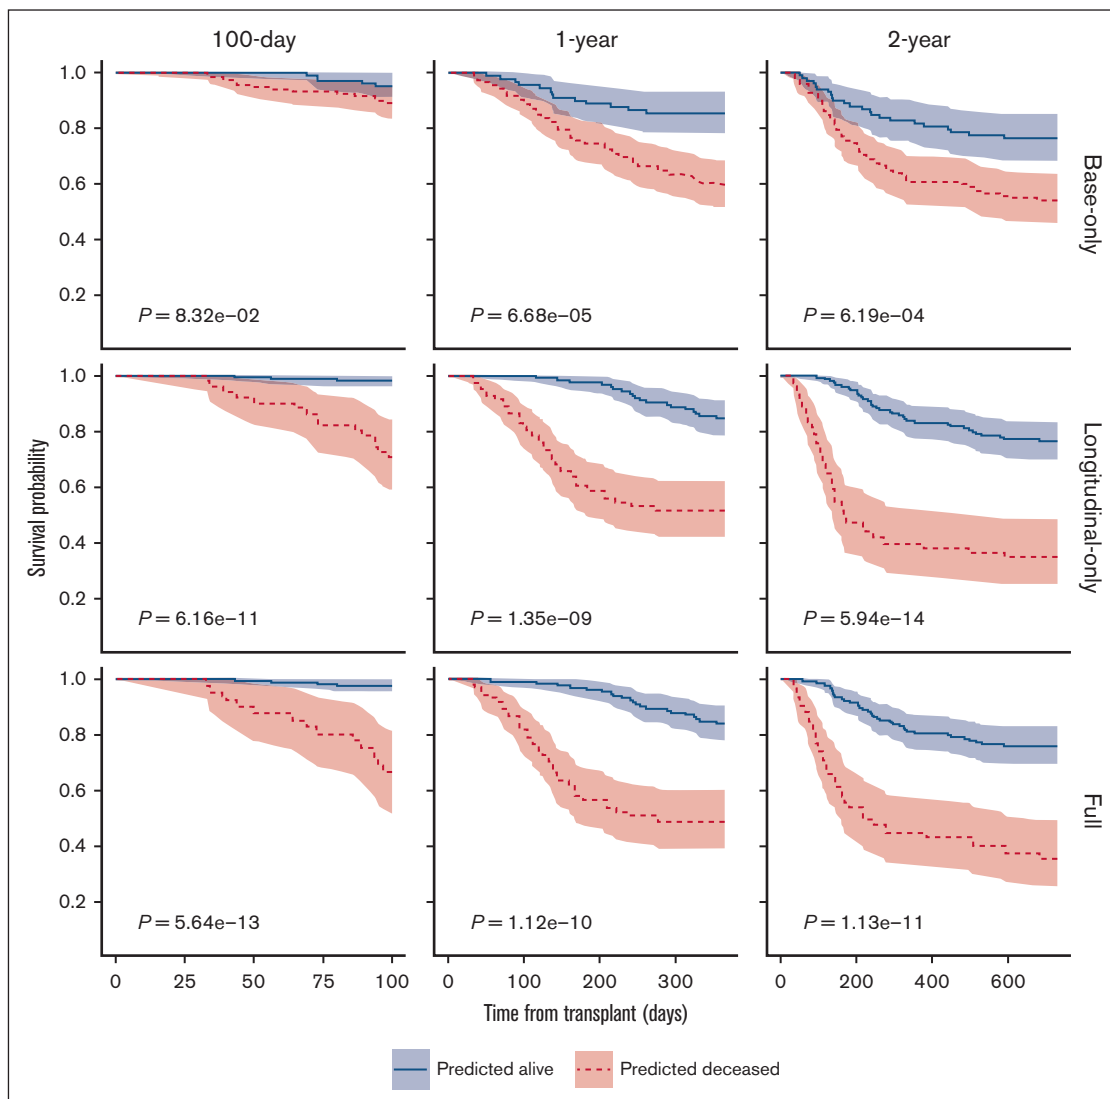 100-day 1-year 2-year
1.0
0.8
0.6
0.4
0.2
P = 8.32e–02 P = 6.68e–05 P = 6.19e–04
Base-only
1.0
0.8
0.6
0.4
0.2
P = 6.16e–11 P = 1.35e–09 P = 5.94e–14
Longitudinal-only
Survival probability
1.0
0.8
0.6
0.4
0.2
P = 5.64e–13 P = 1.12e–10 P = 1.13e–11
Full
0 25 50 75 100 0 100 200 300 0 200 400 600
Time from transplant (days)
Predicted alive Predicted deceased